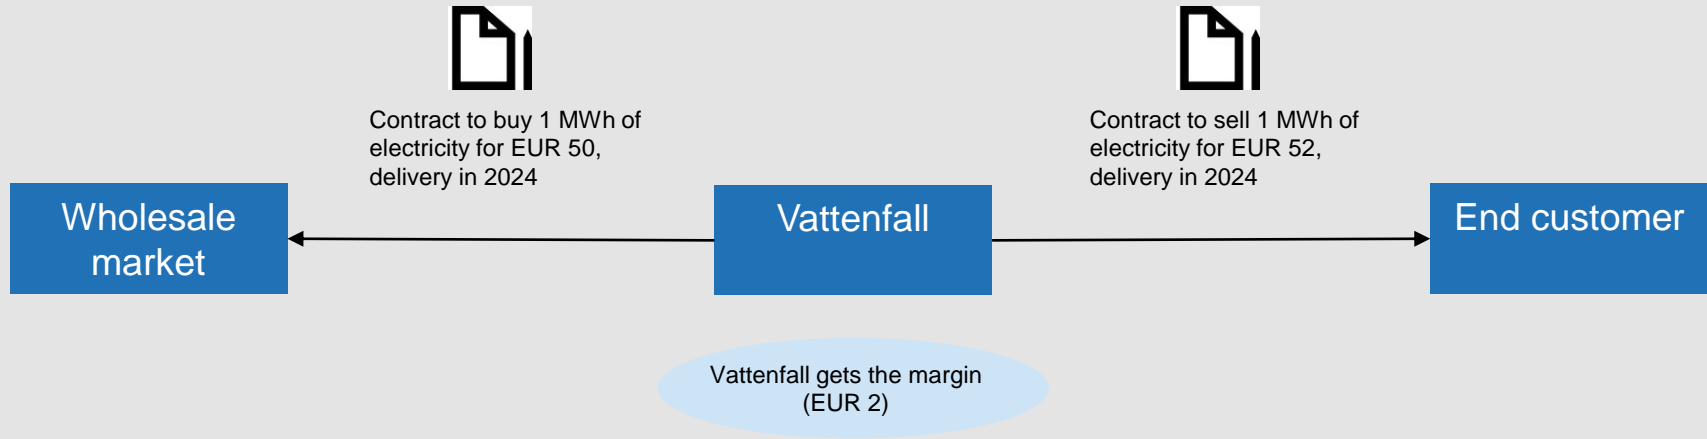 Contract to buy 1 MWh of
electricity for EUR 50,
delivery in 2024
Contract to sell 1 MWh of
electricity for EUR 52,
delivery in 2024
Wholesale
market
Vattenfall
End customer
Vattenfall gets the margin
(EUR 2)